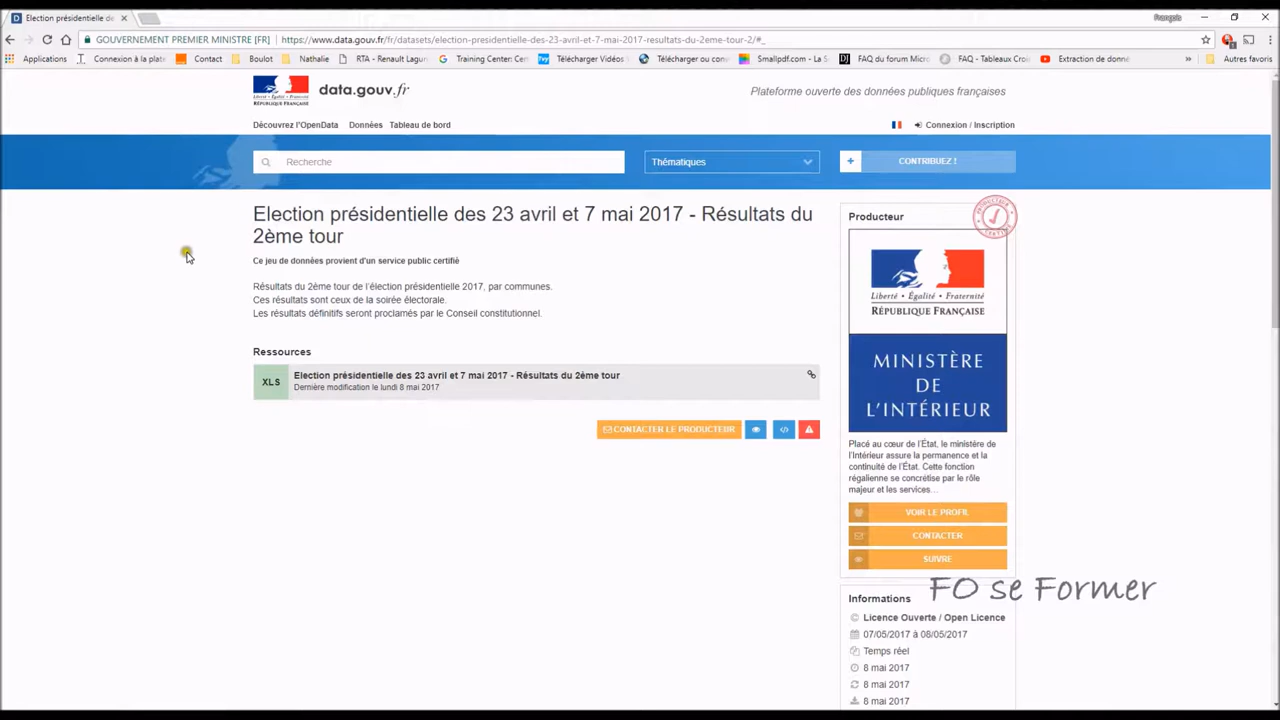 Election présidentielle de
François
GOUVERNEMENT PREMIER MINISTRE [FR]
https://www.data.gouv.fr/fr/datasets/election-presidentielle-des-23-avril-et-7-mai-2017-resultats-du-2eme-tour-2/#_
Applications
Connexion à la plate
Contact
Boulot
Nathalie
RTA - Renault Lagun
Training Center Cen
Télécharger Vidéos
Télécharger ou cons
Smallpdf.com - La S
FAQ du forum Micro
FAQ - Tableaux Croi
Extraction de donné
»
Autres favoris
Liberté • Égalité • Fraternité
RÉPUBLIQUE FRANÇAISE
data.gouv.fr
Plateforme ouverte des données publiques françaises
Découvrez l'OpenData
Données
Tableau de bord
Connexion / Inscription
Recherche
Thématiques
+
CONTRIBUEZ !
Election présidentielle des 23 avril et 7 mai 2017 - Résultats du
2ème tour
Ce jeu de données provient d'un service public certifié
Résultats du 2ème tour de l'élection présidentielle 2017, par communes.
Ces résultats sont ceux de la soirée électorale.
Les résultats définitifs seront proclamés par le Conseil constitutionnel.
Ressources
XLS
Election présidentielle des 23 avril et 7 mai 2017 - Résultats du 2ème tour
Dernière modification le lundi 8 mai 2017
CONTACTER LE PRODUCTEUR
Producteur
Liberté • Égalité • Fraternité
RÉPUBLIQUE FRANÇAISE
MINISTÈRE
DE
L'INTÉRIEUR
Placé au cœur de l'État, le ministère de
l'Intérieur assure la permanence et la
continuité de l'État. Cette fonction
régalienne se concrétise par le rôle
majeur et les services…
VOIR LE PROFIL
CONTACTER
SUIVRE
FO se Former
Informations
Licence Ouverte / Open Licence
07/05/2017 à 08/05/2017
Temps réel
8 mai 2017
8 mai 2017
8 mai 2017